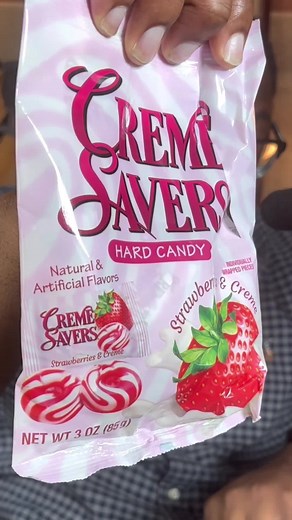 CREME
SAVERS
HARD CANDY
Natural &
Artificial Flavors
INDIVIDUALLY
WRAPPED PIECES
Strawberries & Creme
CREME
SAVERS
Strawberries & Creme
NET WT 3 OZ (85g)